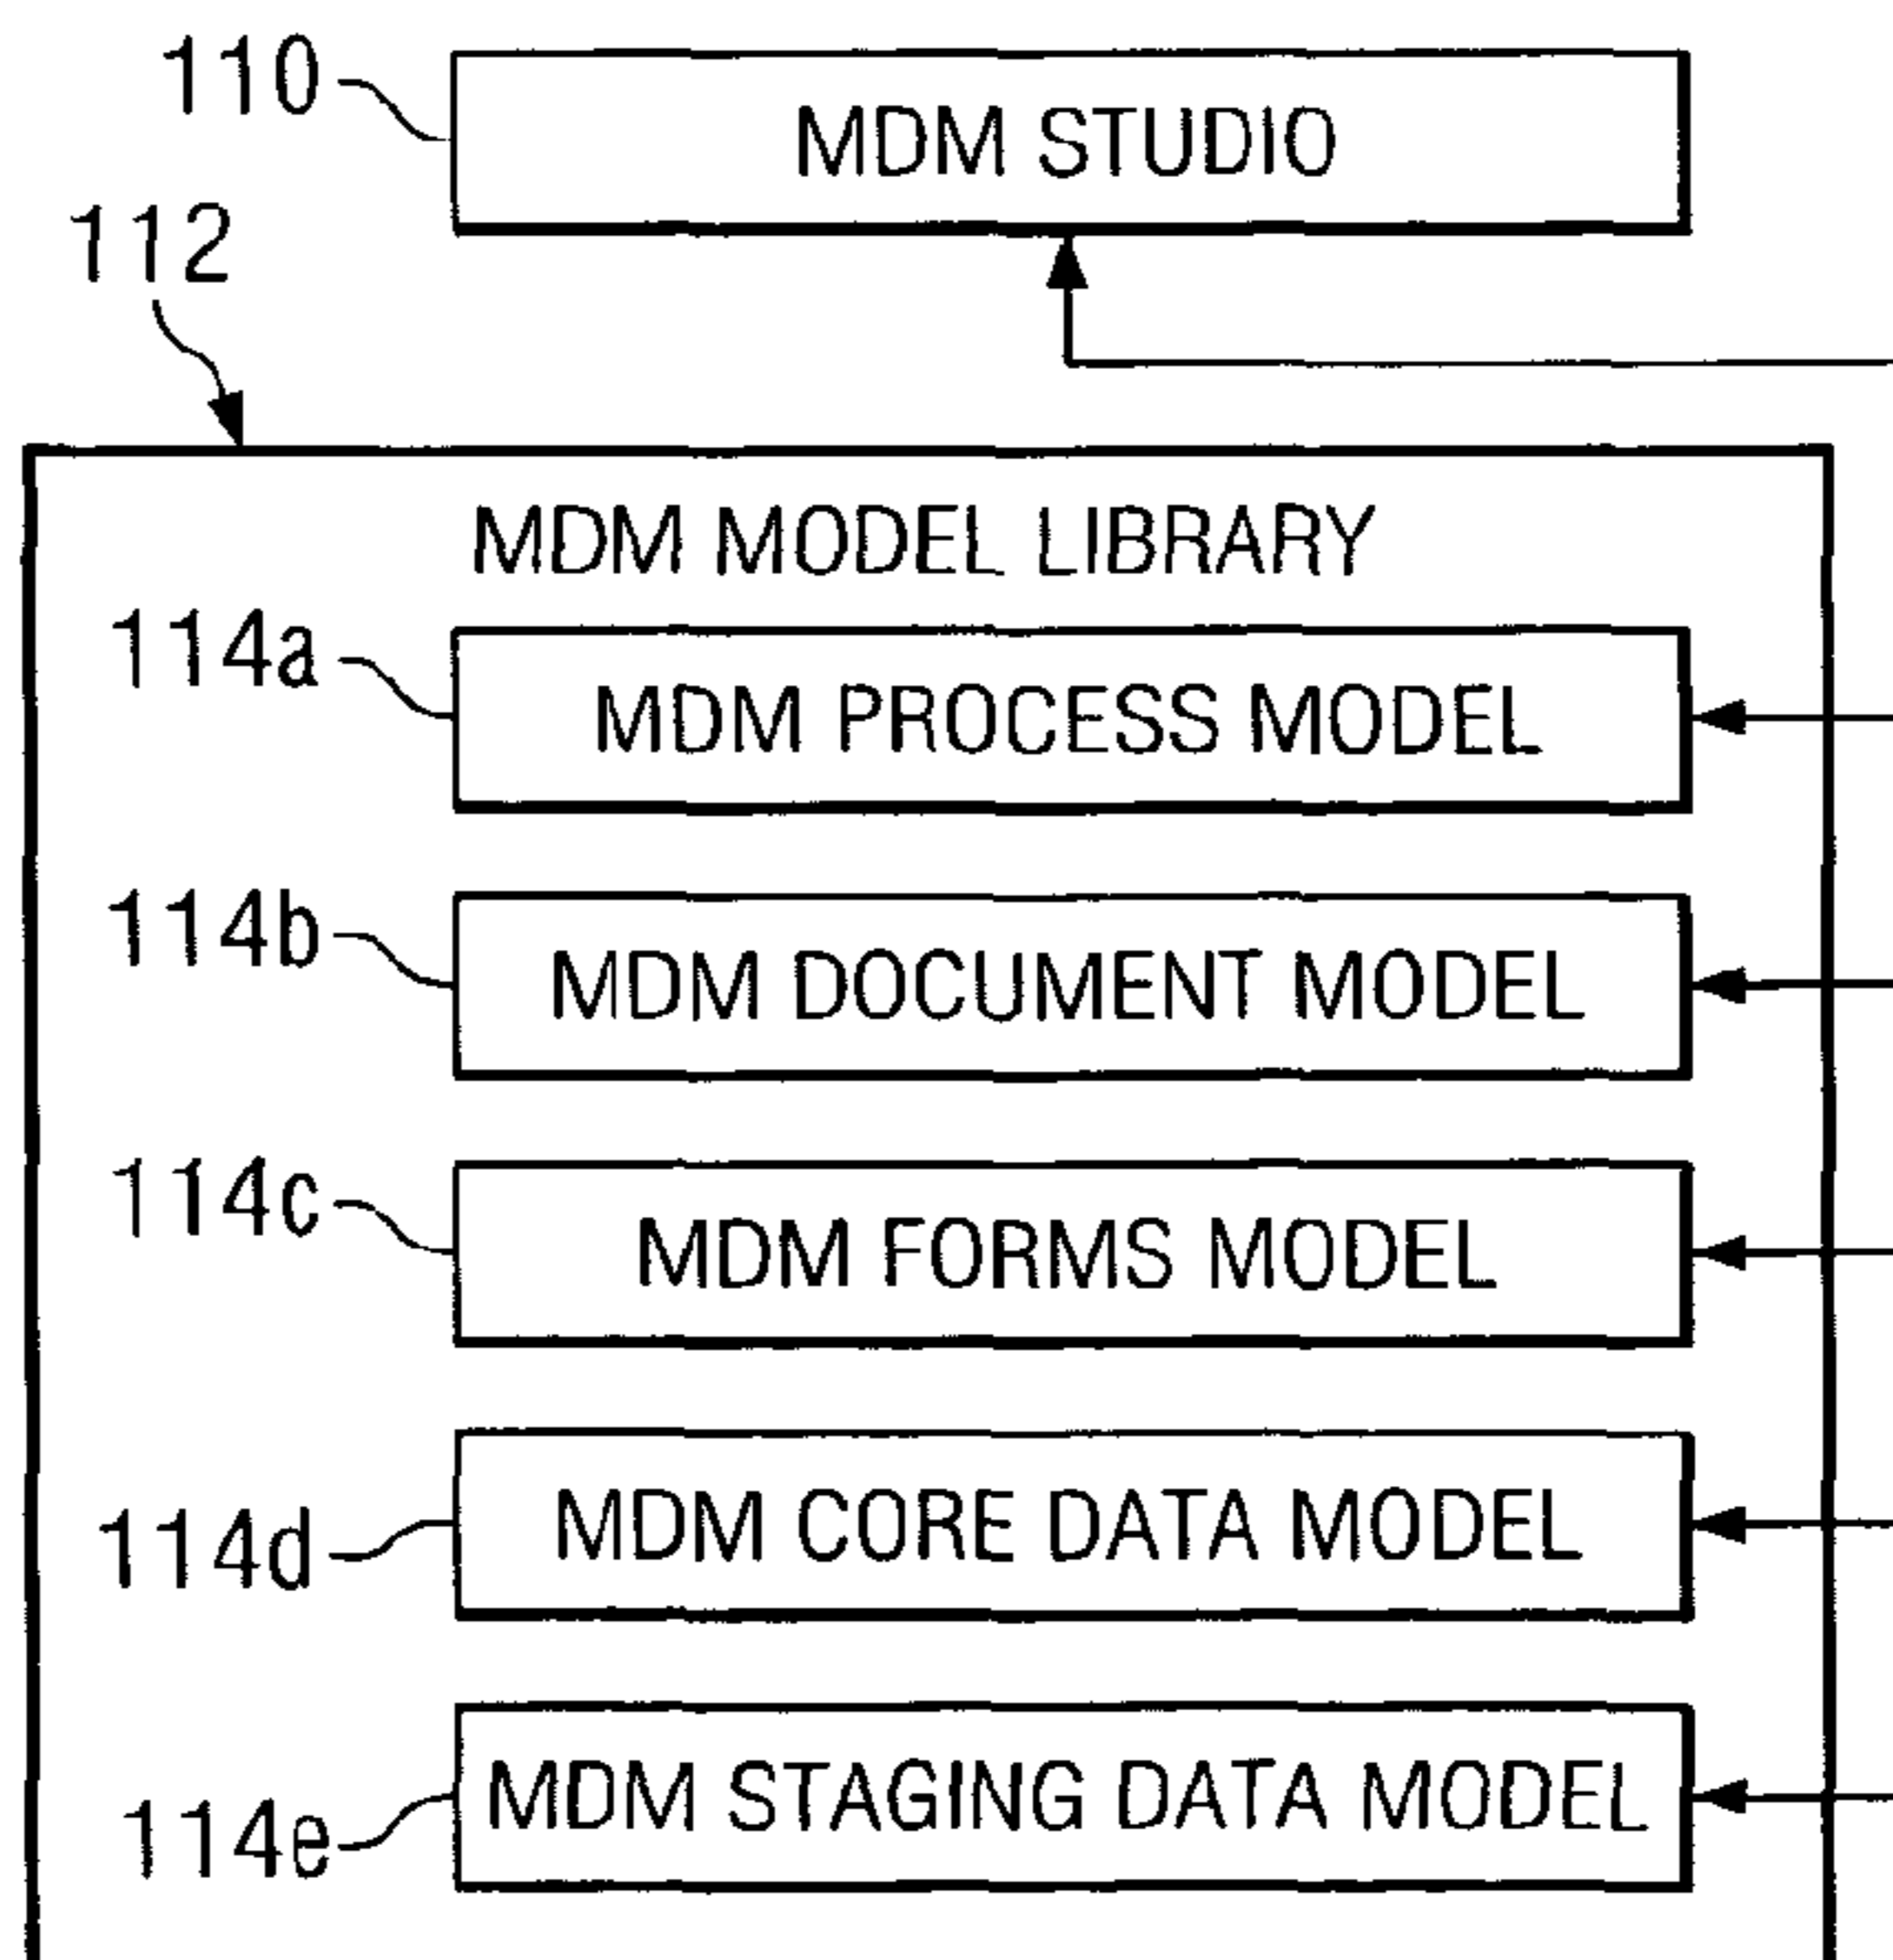 110
MDM STUDIO
112
MDM MODEL LIBRARY
114a
MDM PROCESS MODEL
114b
MDM DOCUMENT MODEL
114c
MDM FORMS MODEL
114d
MDM CORE DATA MODEL
114e
MDM STAGING DATA MODEL